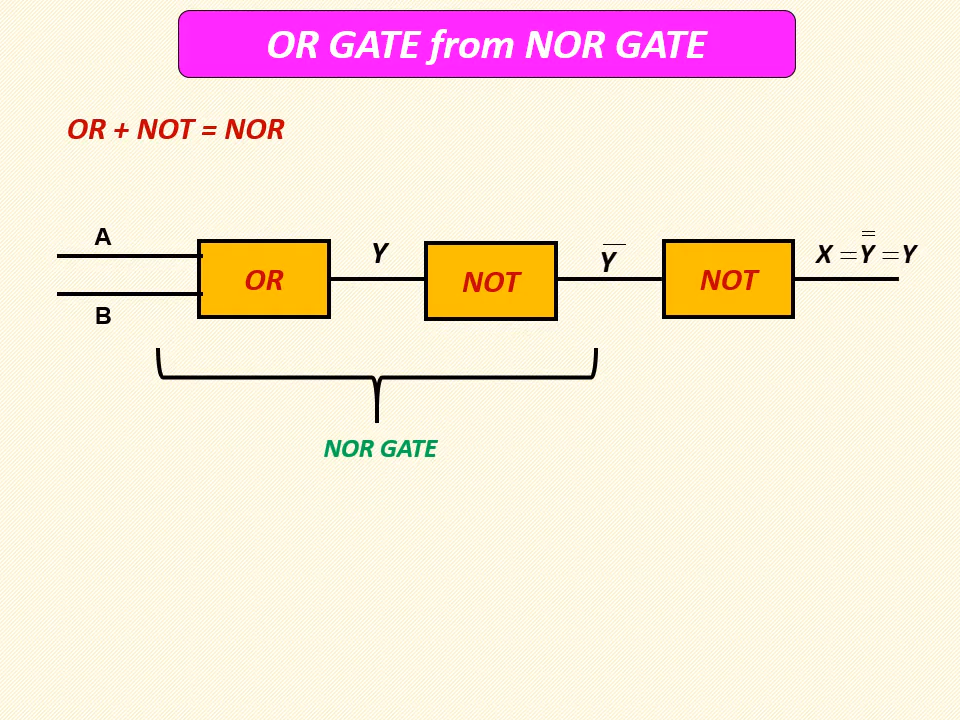 OR GATE from NOR GATE
OR + NOT = NOR
A
B
OR
Y
NOT
Y̅
NOT
X = Y̿ = Y
NOR GATE